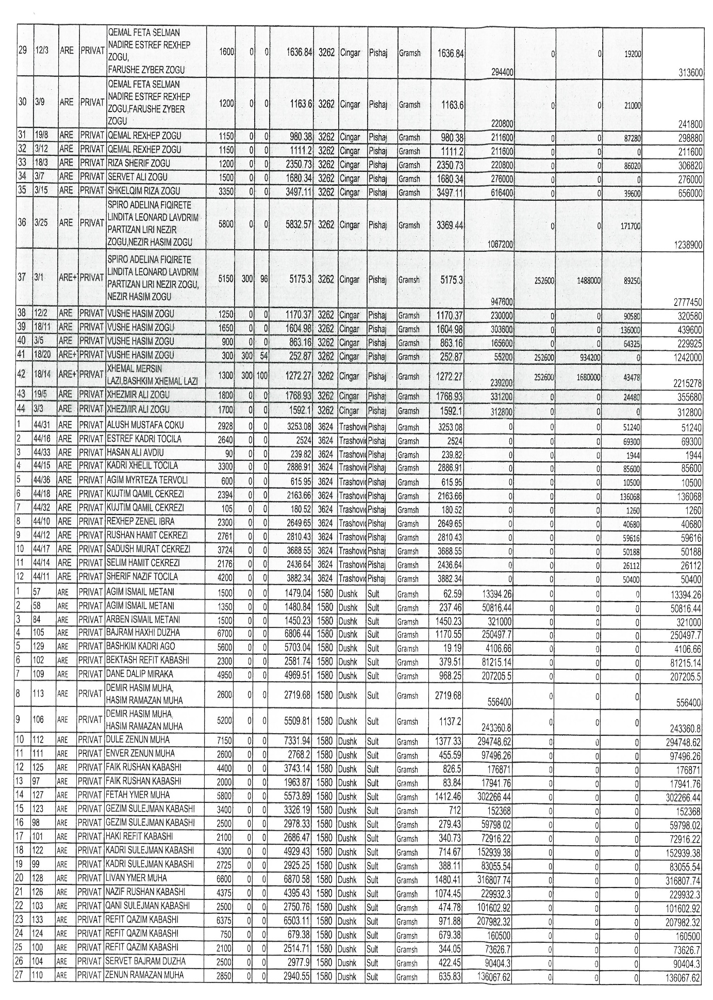 29 12/3 ARE PRIVAT QEMAL FETA SELMAN NADIRE ESTREF REXHEP ZOGU, FARUSHE ZYBER ZOGU 1600 0 0 1636.84 3262 Cingar Pishaj Gramsh 1636.84 294400 0 0 19200 313600
30 3/9 ARE PRIVAT QEMAL FETA SELMAN NADIRE ESTREF REXHEP ZOGU,FARUSHE ZYBER ZOGU 1200 0 0 1163.6 3262 Cingar Pishaj Gramsh 1163.6 220800 0 0 21000 241800
31 19/8 ARE PRIVAT QEMAL REXHEP ZOGU 1150 0 0 980.38 3262 Cingar Pishaj Gramsh 980.38 211600 0 0 87280 298880
32 3/12 ARE PRIVAT QEMAL REXHEP ZOGU 1150 0 0 1111.2 3262 Cingar Pishaj Gramsh 1111.2 211600 0 0 0 211600
33 18/3 ARE PRIVAT RIZA SHERIF ZOGU 1200 0 0 2350.73 3262 Cingar Pishaj Gramsh 2350.73 220800 0 0 86020 306820
34 3/7 ARE PRIVAT SERVET ALI ZOGU 1500 0 0 1680.34 3262 Cingar Pishaj Gramsh 1680.34 276000 0 0 0 276000
35 3/15 ARE PRIVAT SHKELQIM RIZA ZOGU 3350 0 0 3497.11 3262 Cingar Pishaj Gramsh 3497.11 616400 0 0 39600 656000
36 3/25 ARE PRIVAT SPIRO ADELINA FIQIRETE LINDITA LEONARD LAVDRIM PARTIZAN LIRI NEZIR ZOGU,NEZIR HASIM ZOGU 5800 0 0 5832.57 3262 Cingar Pishaj Gramsh 3369.44 1067200 0 0 171700 1238900
37 3/1 ARE+ PRIVAT SPIRO ADELINA FIQIRETE LINDITA LEONARD LAVDRIM PARTIZAN LIRI NEZIR ZOGU, NEZIR HASIM ZOGU 5150 300 96 5175.3 3262 Cingar Pishaj Gramsh 5175.3 947600 252600 1488000 89250 2777450
38 12/2 ARE PRIVAT VUSHE HASIM ZOGU 1250 0 0 1170.37 3262 Cingar Pishaj Gramsh 1170.37 230000 0 0 90580 320580
39 18/11 ARE PRIVAT VUSHE HASIM ZOGU 1650 0 0 1604.98 3262 Cingar Pishaj Gramsh 1604.98 303600 0 0 136000 439600
40 3/5 ARE PRIVAT VUSHE HASIM ZOGU 900 0 0 863.16 3262 Cingar Pishaj Gramsh 863.16 165600 0 0 64325 229925
41 18/20 ARE+ PRIVAT VUSHE HASIM ZOGU 300 300 54 252.87 3262 Cingar Pishaj Gramsh 252.87 55200 252600 934200 0 1242000
42 18/14 ARE+ PRIVAT XHEMAL MERSIN LAZI,BASHKIM XHEMAL LAZI 1300 300 100 1272.27 3262 Cingar Pishaj Gramsh 1272.27 239200 252600 1680000 43478 2215278
43 19/5 ARE PRIVAT XHEZMIR ALI ZOGU 1800 0 0 1768.93 3262 Cingar Pishaj Gramsh 1768.93 331200 0 0 24480 355680
44 3/3 ARE PRIVAT XHEZMIR ALI ZOGU 1700 0 0 1592.1 3262 Cingar Pishaj Gramsh 1592.1 312800 0 0 0 312800
1 44/31 ARE PRIVAT ALUSH MUSTAFA COKU 2928 0 0 3253.08 3624 Trashovic Pishaj Gramsh 3253.08 0 0 0 51240 51240
2 44/16 ARE PRIVAT ESTREF KADRI TOCILA 2640 0 0 2524 3624 Trashovic Pishaj Gramsh 2524 0 0 0 69300 69300
3 44/33 ARE PRIVAT HASAN ALI AVDIU 90 0 0 239.82 3624 Trashovic Pishaj Gramsh 239.82 0 0 0 1944 1944
4 44/15 ARE PRIVAT KADRI XHELIL TOCILA 3300 0 0 2886.91 3624 Trashovic Pishaj Gramsh 2886.91 0 0 0 85600 85600
5 44/36 ARE PRIVAT AGIM MYRTEZA TERVOLI 600 0 0 615.95 3624 Trashovic Pishaj Gramsh 615.95 0 0 0 10500 10500
6 44/18 ARE PRIVAT KUJTIM QAMIL CEKREZI 2394 0 0 2163.66 3624 Trashovic Pishaj Gramsh 2163.66 0 0 136068 136068
7 44/32 ARE PRIVAT KUJTIM QAMIL CEKREZI 105 0 0 180.52 3624 Trashovic Pishaj Gramsh 180.52 0 0 0 1260 1260
8 44/10 ARE PRIVAT REXHEP ZENEL IBRA 2300 0 0 2649.65 3624 Trashovic Pishaj Gramsh 2649.65 0 0 0 40680 40680
9 44/12 ARE PRIVAT RUSHAN HAMIT CEKREZI 2761 0 0 2810.43 3624 Trashovic Pishaj Gramsh 2810.43 0 0 0 59616 59616
10 44/17 ARE PRIVAT SADUSH MURAT CEKREZI 3724 0 0 3688.55 3624 Trashovic Pishaj Gramsh 3688.55 0 0 0 50188 50188
11 44/14 ARE PRIVAT SELIM HAMIT CEKREZI 2176 0 0 2436.64 3624 Trashovic Pishaj Gramsh 2436.64 0 0 0 26112 26112
12 44/11 ARE PRIVAT SHERIF NAZIF TOCILA 4200 0 0 3882.34 3624 Trashovic Pishaj Gramsh 3882.34 0 0 0 50400 50400
1 57 ARE PRIVAT AGIM ISMAIL METANI 1500 0 0 1479.04 1580 Dushk Sult Gramsh 62.59 13394.26 0 0 0 13394.26
2 58 ARE PRIVAT AGIM ISMAIL METANI 1350 0 0 1480.84 1580 Dushk Sult Gramsh 237.46 50816.44 0 0 0 50816.44
3 84 ARE PRIVAT ARBEN ISMAIL METANI 1500 0 0 1450.23 1580 Dushk Sult Gramsh 1450.23 321000 0 0 0 321000
4 105 ARE PRIVAT BAJRAM HAXHI DUZHA 6700 0 0 6806.44 1580 Dushk Sult Gramsh 1170.55 250497.7 0 0 0 250497.7
5 129 ARE PRIVAT BASHKIM KADRI AGO 5600 0 0 5703.04 1580 Dushk Sult Gramsh 19.19 4106.66 0 0 0 4106.66
6 102 ARE PRIVAT BEKTASH REFIT KABASHI 2300 0 0 2581.74 1580 Dushk Sult Gramsh 379.51 81215.14 0 0 0 81215.14
7 109 ARE PRIVAT DANE DALIP MIRAKA 4950 0 0 4969.51 1580 Dushk Sult Gramsh 968.25 207205.5 0 0 0 207205.5
8 113 ARE PRIVAT DEMIR HASIM MUHA, HASIM RAMAZAN MUHA 2600 0 0 2719.68 1580 Dushk Sult Gramsh 2719.68 556400 0 0 0 556400
9 106 ARE PRIVAT DEMIR HASIM MUHA, HASIM RAMAZAN MUHA 5200 0 0 5509.81 1580 Dushk Sult Gramsh 1137.2 243360.8 0 0 0 243360.8
10 112 ARE PRIVAT DULE ZENUN MUHA 7150 0 0 7331.94 1580 Dushk Sult Gramsh 1377.33 294748.62 0 0 0 294748.62
11 111 ARE PRIVAT ENVER ZENUN MUHA 2600 0 0 2768.2 1580 Dushk Sult Gramsh 455.59 97496.26 0 0 0 97496.26
12 125 ARE PRIVAT FAIK RUSHAN KABASHI 4400 0 0 3743.14 1580 Dushk Sult Gramsh 826.5 176871 0 0 0 176871
13 97 ARE PRIVAT FAIK RUSHAN KABASHI 2000 0 0 1963.87 1580 Dushk Sult Gramsh 83.84 17941.76 0 0 0 17941.76
14 127 ARE PRIVAT FETAH YMER MUHA 5800 0 0 5573.89 1580 Dushk Sult Gramsh 1412.46 302266.44 0 0 0 302266.44
15 123 ARE PRIVAT GEZIM SULEJMAN KABASHI 3400 0 0 3326.19 1580 Dushk Sult Gramsh 712 152368 0 0 0 152368
16 98 ARE PRIVAT GEZIM SULEJMAN KABASHI 2500 0 0 2978.33 1580 Dushk Sult Gramsh 279.43 59798.02 0 0 0 59798.02
17 101 ARE PRIVAT HAKI REFIT KABASHI 2100 0 0 2686.47 1580 Dushk Sult Gramsh 340.73 72916.22 0 0 0 72916.22
18 122 ARE PRIVAT KADRI SULEJMAN KABASHI 4300 0 0 4929.43 1580 Dushk Sult Gramsh 714.67 152939.38 0 0 0 152939.38
19 99 ARE PRIVAT KADRI SULEJMAN KABASHI 2725 0 0 2925.25 1580 Dushk Sult Gramsh 388.11 83055.54 0 0 0 83055.54
20 128 ARE PRIVAT LIVAN YMER MUHA 6600 0 0 6870.58 1580 Dushk Sult Gramsh 1480.41 316807.74 0 0 0 316807.74
21 126 ARE PRIVAT NAZIF RUSHAN KABASHI 4375 0 0 4395.43 1580 Dushk Sult Gramsh 1074.45 229932.3 0 0 0 229932.3
22 103 ARE PRIVAT QANI SULEJMAN KABASHI 2500 0 0 2750.76 1580 Dushk Sult Gramsh 474.78 101602.92 0 0 0 101602.92
23 133 ARE PRIVAT REFIT QAZIM KABASHI 6375 0 0 6503.11 1580 Dushk Sult Gramsh 971.88 207982.32 0 0 0 207982.32
24 124 ARE PRIVAT REFIT QAZIM KABASHI 750 0 0 679.38 1580 Dushk Sult Gramsh 679.38 160500 0 0 0 160500
25 100 ARE PRIVAT REFIT QAZIM KABASHI 2100 0 0 2514.71 1580 Dushk Sult Gramsh 344.05 73626.7 0 0 0 73626.7
26 104 ARE PRIVAT SERVET BAJRAM DUZHA 2500 0 0 2977.9 1580 Dushk Sult Gramsh 422.45 90404.3 0 0 0 90404.3
27 110 ARE PRIVAT ZENUN RAMAZAN MUHA 2850 0 0 2940.55 1580 Dushk Sult Gramsh 635.83 136067.62 0 0 0 136067.62